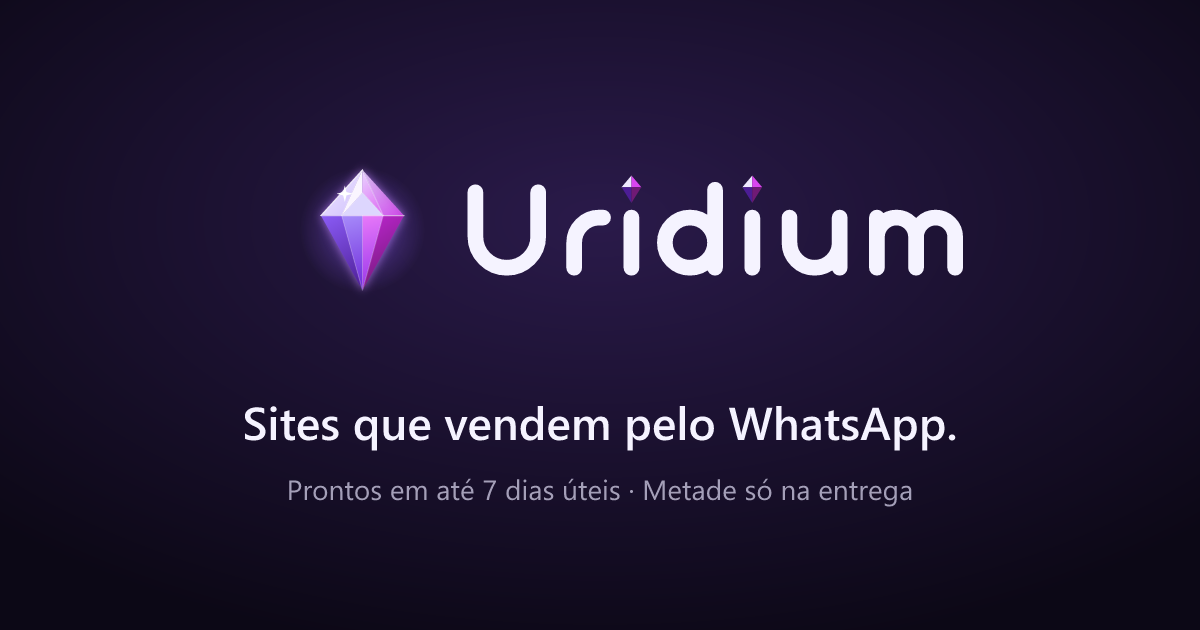 Uridium
Sites que vendem pelo WhatsApp.
Prontos em até 7 dias úteis · Metade só na entrega